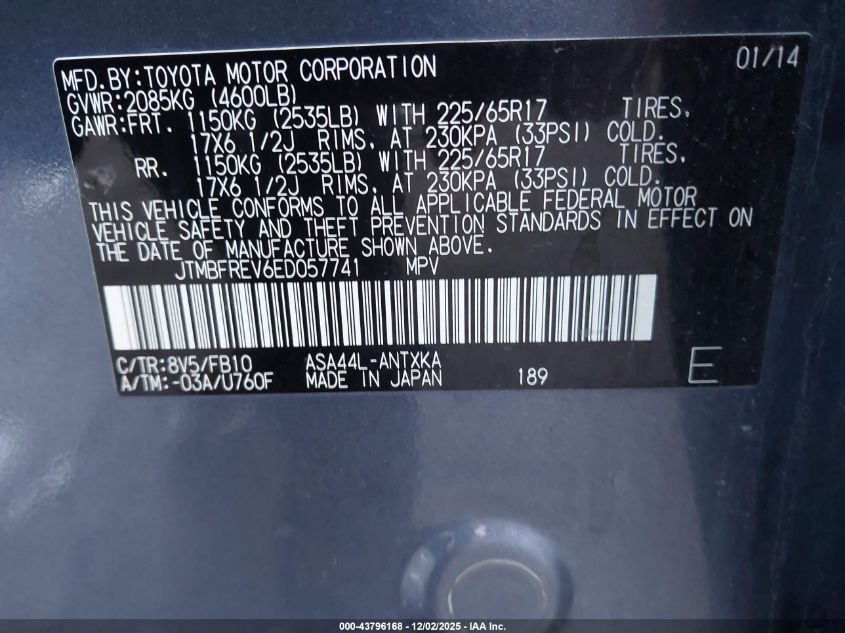 MFD.BY:TOYOTA MOTOR CORPORATION 01/14
GVWR:2085KG (4600LB)
GAWR:FRT. 1150KG (2535LB) WITH 225/65R17 TIRES,
17X6 1/2J RIMS, AT 230KPA (33PSI) COLD.
RR. 1150KG (2535LB) WITH 225/65R17 TIRES,
17X6 1/2J RIMS, AT 230KPA (33PSI) COLD.
THIS VEHICLE CONFORMS TO ALL APPLICABLE FEDERAL MOTOR
VEHICLE SAFETY AND THEFT PREVENTION STANDARDS IN EFFECT ON
THE DATE OF MANUFACTURE SHOWN ABOVE.
JTMBFREV6ED057741 MPV
C/TR:8V5/FB10 ASA44L-ANTXKA
A/TM:-03A/U760F MADE IN JAPAN 189 E
000-43796168 - 12/02/2025 - IAA Inc.